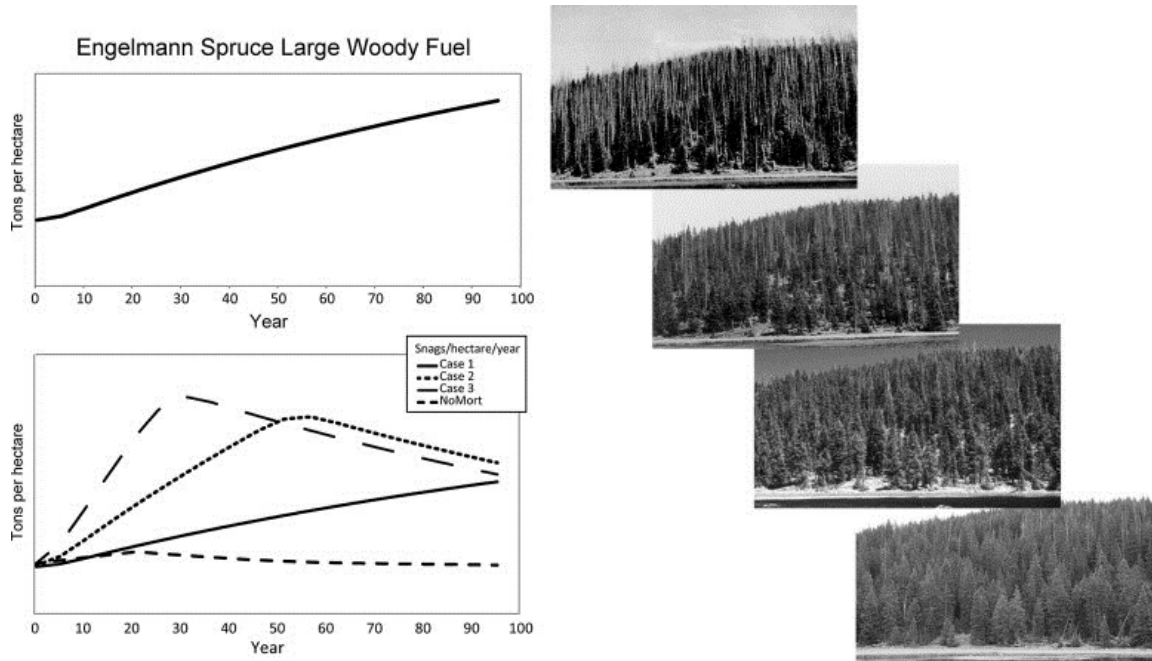 Engelmann Spruce Large Woody Fuel
Tons per hectare
0 10 20 30 40 50 60 70 80 90 100
Year
Snags/hectare/year
Case 1
Case 2
Case 3
NoMort
Tons per hectare
0 10 20 30 40 50 60 70 80 90 100
Year